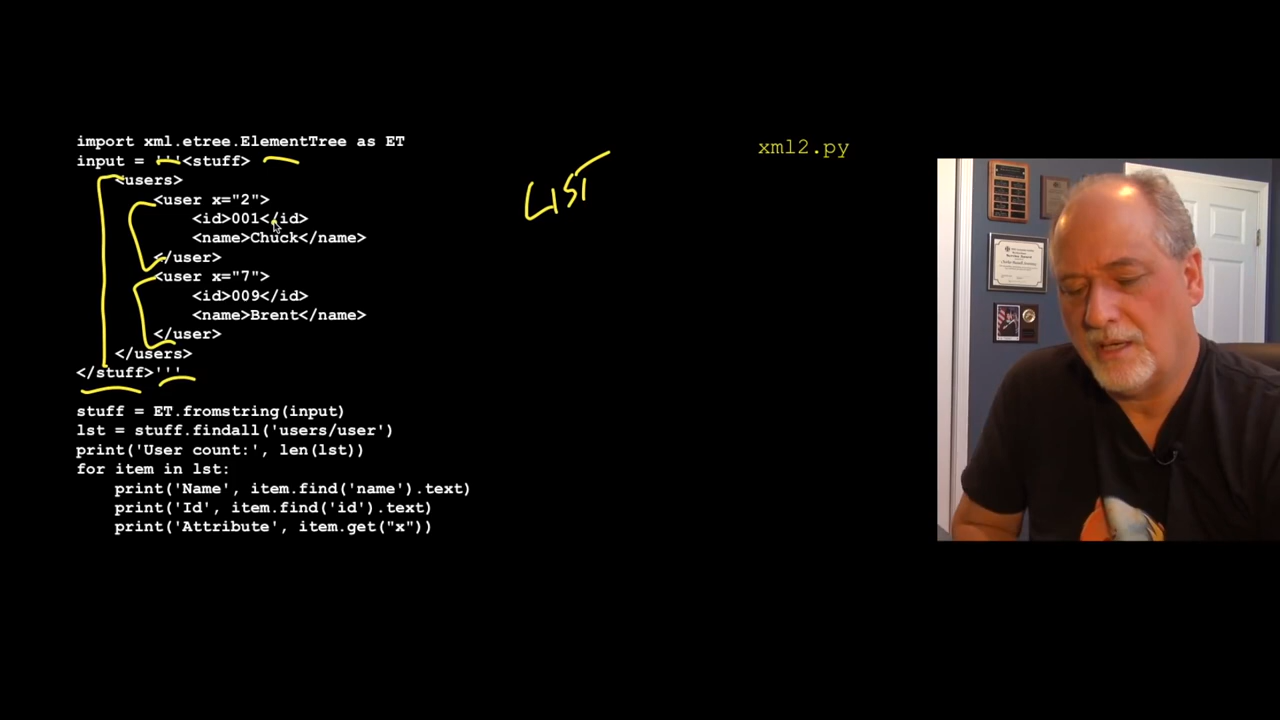 import xml.etree.ElementTree as ET
input = '''<stuff>
    <users>
        <user x="2">
            <id>001</id>
            <name>Chuck</name>
        </user>
        <user x="7">
            <id>009</id>
            <name>Brent</name>
        </user>
    </users>
</stuff>'''
stuff = ET.fromstring(input)
lst = stuff.findall('users/user')
print('User count:', len(lst))
for item in lst:
    print('Name', item.find('name').text)
    print('Id', item.find('id').text)
    print('Attribute', item.get("x"))
LIST
xml2.py